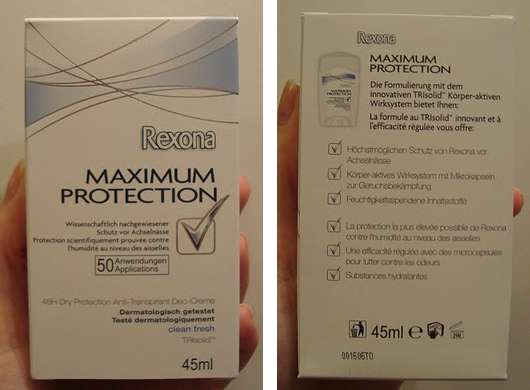 Rexona
MAXIMUM
PROTECTION
Wissenschaftlich nachgewiesener
Schutz vor Achselnässe
Protection scientifiquement prouvée contre
l'humidité au niveau des aisselles
50 Anwendungen
Applications
48H Dry Protection Anti-Transpirant Deo-Creme
Dermatologisch getestet
Testé dermatologiquement
clean fresh
TRIsolid™
45ml
Rexona
MAXIMUM
PROTECTION
Die Formulierung mit dem
innovativen TRIsolid™ Körper-aktiven
Wirksystem bietet Ihnen:
La formule au TRIsolid™ innovant et à
l'efficacité régulée vous offre:
Höchstmöglichen Schutz von Rexona vor
Achselnässe
Körper-aktives Wirksystem mit Mikrokapseln
zur Geruchsbekämpfung
Feuchtigkeitsspendende Inhaltsstoffe
La protection la plus élevée possible de Rexona
contre l'humidité au niveau des aisselles
Une efficacité régulée avec des microcapsules
pour lutter contre les odeurs
Substances hydratantes
45ml e
24M
001606TO